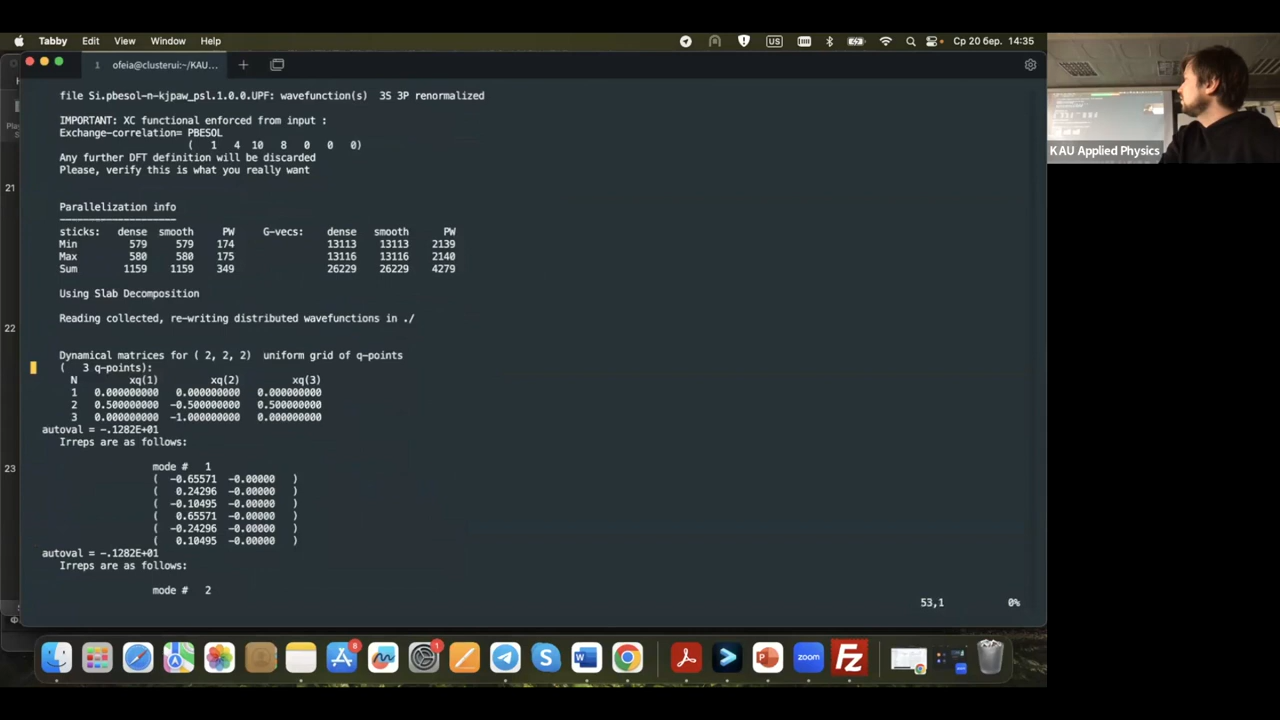 Tabby Edit View Window Help
US
Ср 20 бер. 14:35
1 ofeia@clusterui:~/KAU...
file Si.pbesol-n-kjpaw_psl.1.0.0.UPF: wavefunction(s) 3S 3P renormalized
IMPORTANT: XC functional enforced from input :
Exchange-correlation= PBESOL
( 1 4 10 8 0 0 0)
Any further DFT definition will be discarded
Please, verify this is what you really want
Parallelization info
--------------------
sticks: dense smooth PW G-vecs: dense smooth PW
Min 579 579 174 13113 13113 2139
Max 580 580 175 13116 13116 2140
Sum 1159 1159 349 26229 26229 4279
Using Slab Decomposition
Reading collected, re-writing distributed wavefunctions in ./
Dynamical matrices for ( 2, 2, 2) uniform grid of q-points
( 3 q-points):
N xq(1) xq(2) xq(3)
1 0.000000000 0.000000000 0.000000000
2 0.500000000 -0.500000000 0.500000000
3 0.000000000 -1.000000000 0.000000000
autoval = -.1282E+01
Irreps are as follows:
mode # 1
( -0.65571 -0.00000 )
( 0.24296 -0.00000 )
( -0.10495 -0.00000 )
( 0.65571 -0.00000 )
( -0.24296 -0.00000 )
( 0.10495 -0.00000 )
autoval = -.1282E+01
Irreps are as follows:
mode # 2
53,1 0%
21
22
23
KAU Applied Physics
8
1
zoom